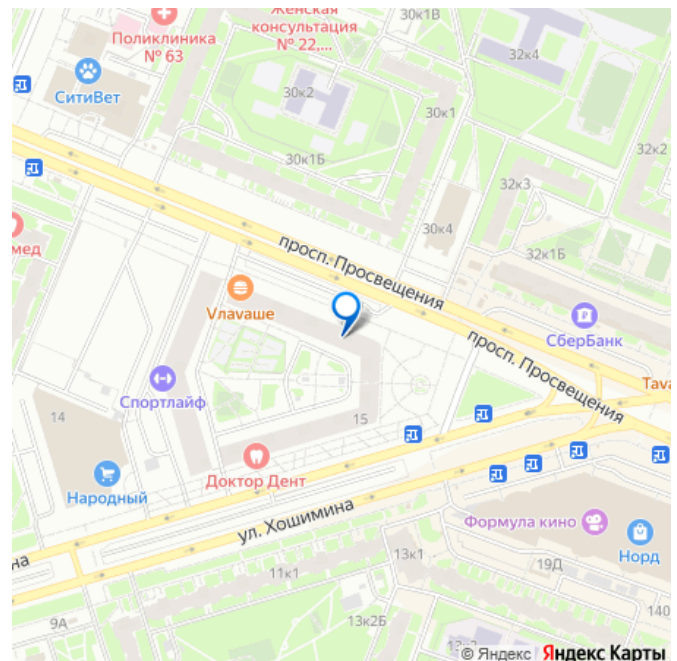 30к1В
Женская
консультация
№ 22,...
Поликлиника
№ 63
32к4
СитиВет
30к2
30к1
32к2
30к1Б
32к3
30к4
мед
просп. Просвещения
32к1Б
Vлаvаше
СберБанк
просп. Просвещения
Tava
Спортлайф
14
15
Доктор Дент
Народный
ул. Хошимина
Формула кино
Норд
на
13к1
19Д
11к1
140
9А
13к2Б
© Яндекс Яндекс Карты